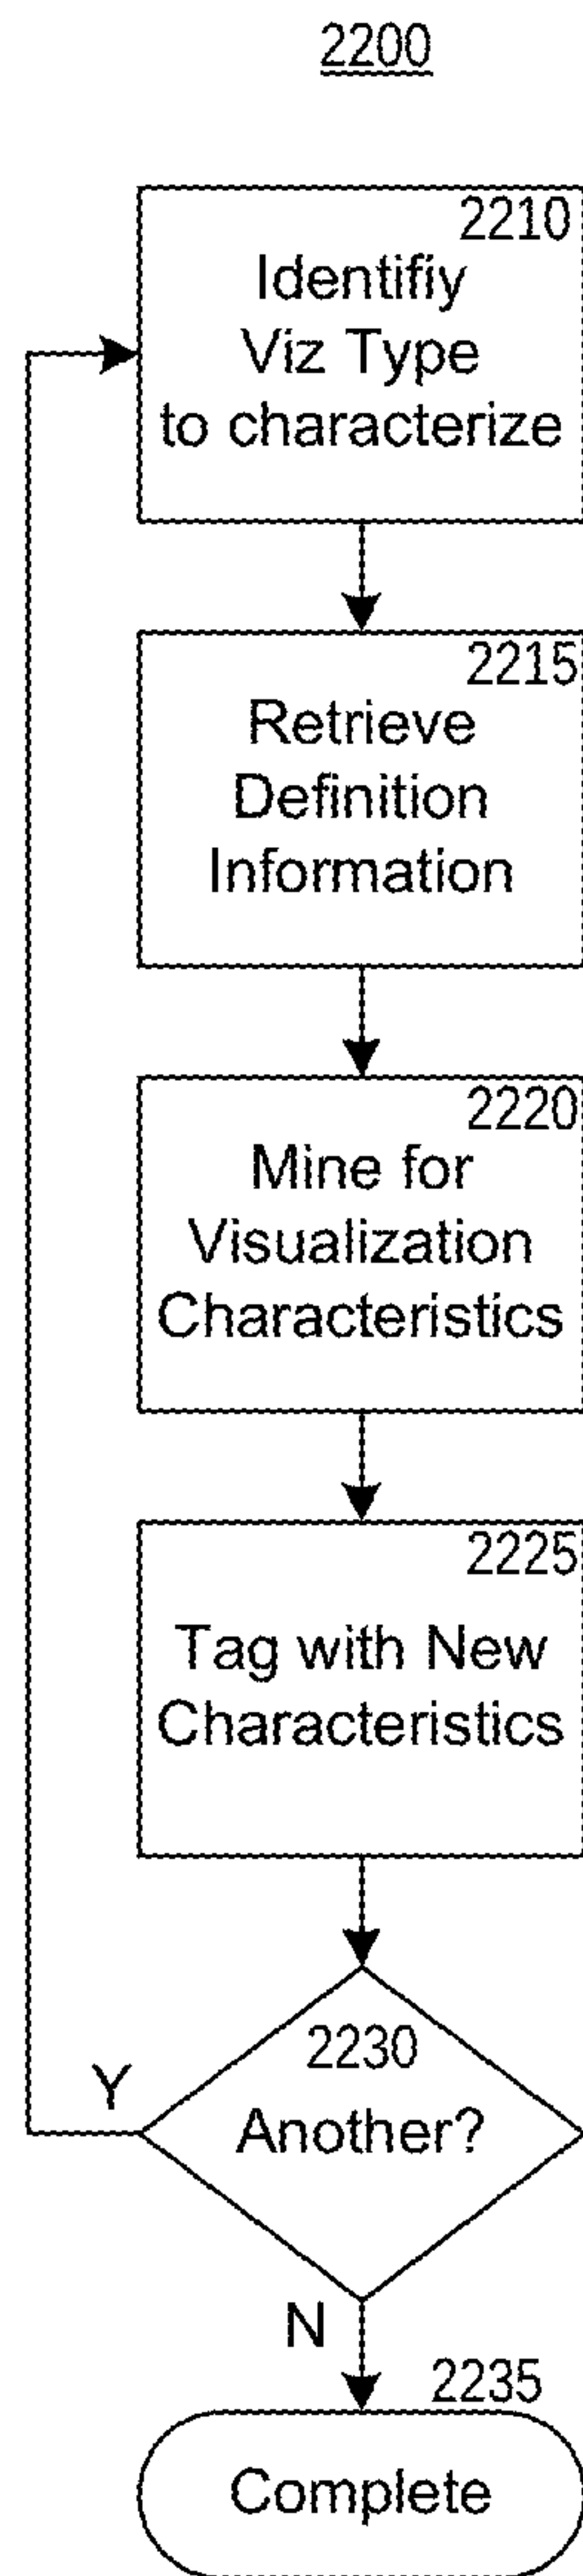 2200
2210
Identifiy
Viz Type
to characterize
2215
Retrieve
Definition
Information
2220
Mine for
Visualization
Characteristics
2225
Tag with New
Characteristics
2230
Y
Another?
N
2235
Complete